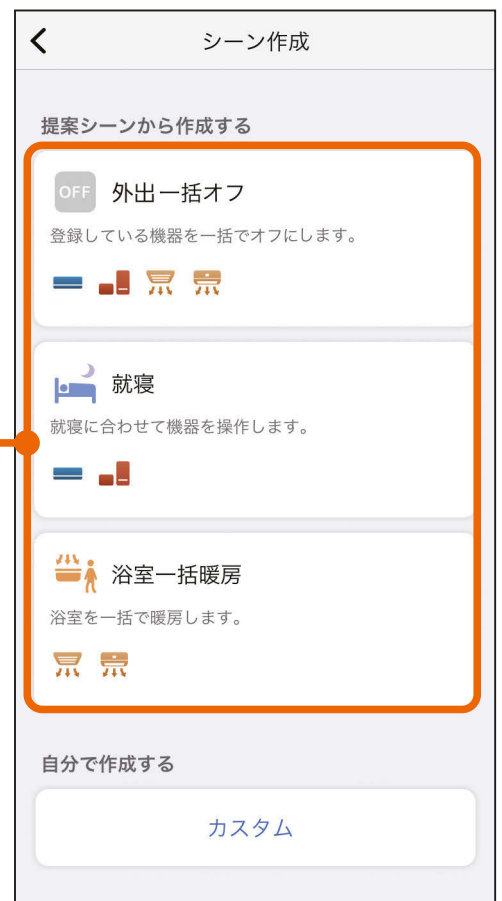 シーン作成
提案シーンから作成する
OFF 外出一括オフ
登録している機器を一括でオフにします。
就寝
就寝に合わせて機器を操作します。
浴室一括暖房
浴室を一括で暖房します。
自分で作成する
カスタム